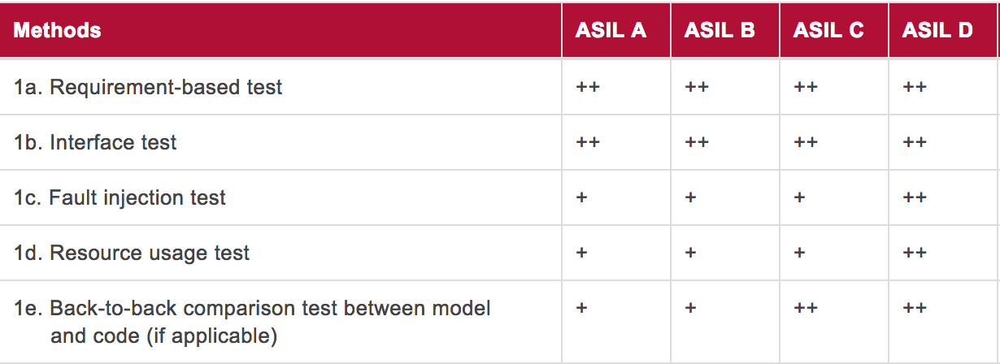 Methods ASIL A ASIL B ASIL C ASIL D
1a. Requirement-based test ++ ++ ++ ++
1b. Interface test ++ ++ ++ ++
1c. Fault injection test + + + ++
1d. Resource usage test + + + ++
1e. Back-to-back comparison test between model + + ++ ++
and code (if applicable)